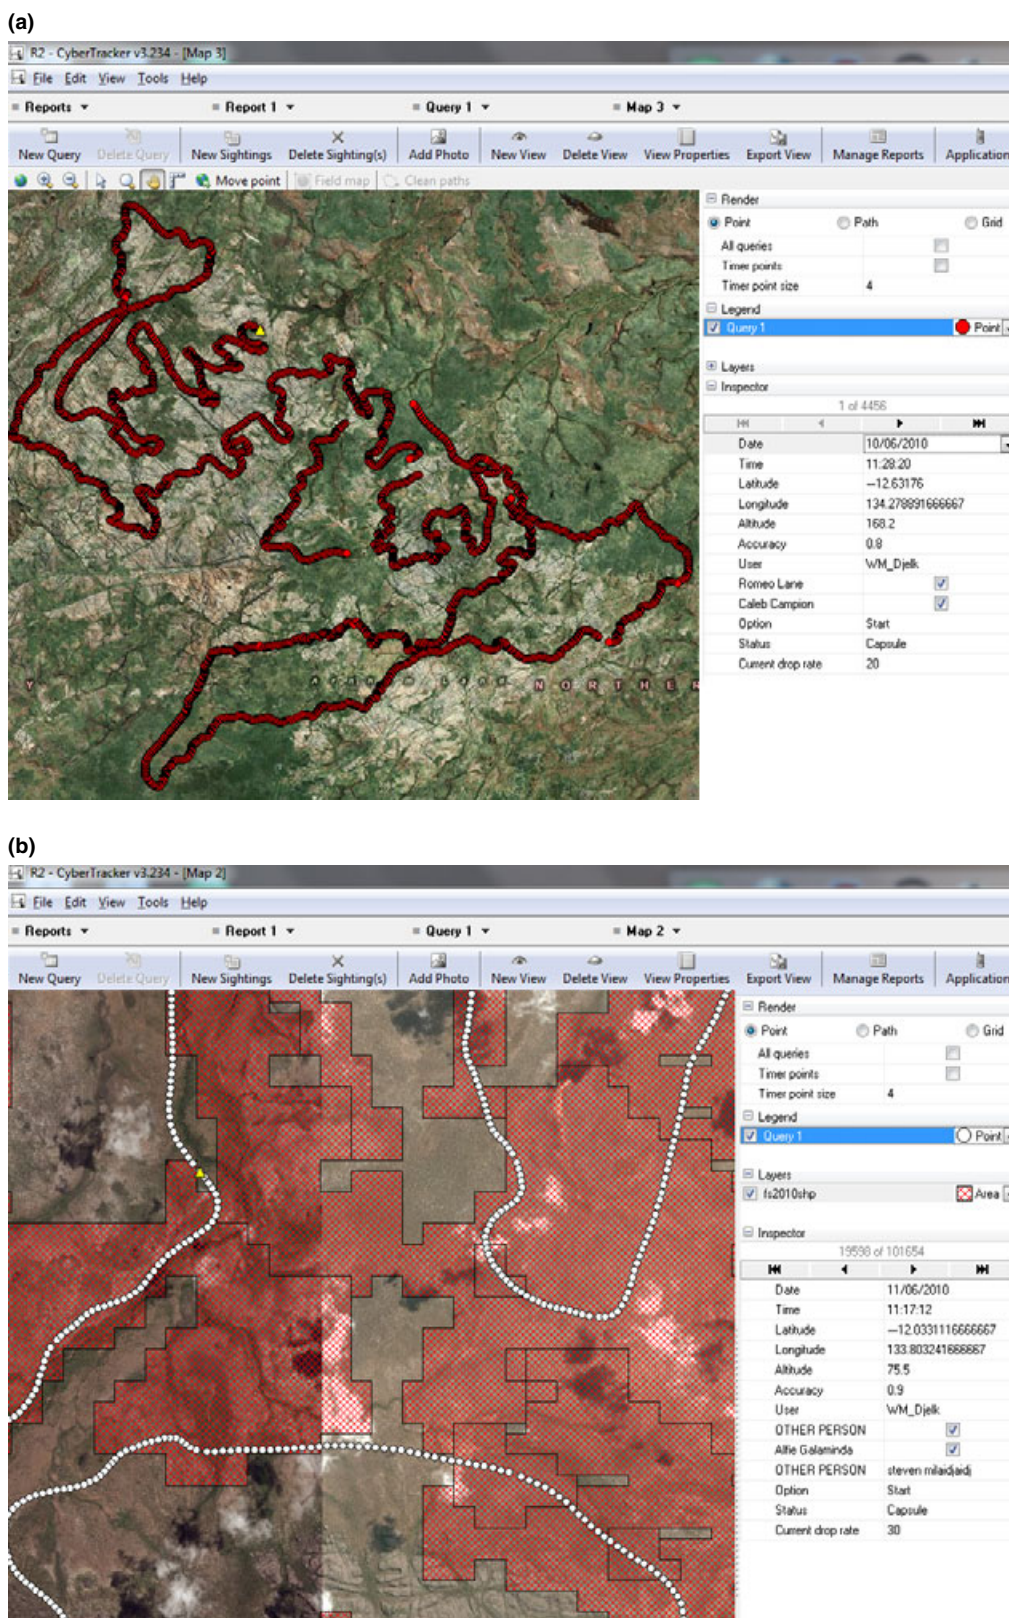 (a)
R2 - CyberTracker v3.234 - [Map 3]
File Edit View Tools Help
Reports Report 1 Query 1 Map 3
New Query Delete Query New Sightings Delete Sighting(s) Add Photo New View Delete View View Properties Export View Manage Reports Application
Move point Field map Clean paths
Render
Point Path Grid
All queries
Timer points
Timer point size 4
Legend
Query 1 Point
Layers
Inspector
1 of 4456
Date 10/06/2010
Time 11:28:20
Latitude –12.63176
Longitude 134.278891666667
Altitude 168.2
Accuracy 0.8
User WM_Djelk
Romeo Lane
Caleb Campion
Option Start
Status Capsule
Current drop rate 20
Y Arnhem Land N O R T H E R
(b)
R2 - CyberTracker v3.234 - [Map 2]
File Edit View Tools Help
Reports Report 1 Query 1 Map 2
New Query Delete Query New Sightings Delete Sighting(s) Add Photo New View Delete View View Properties Export View Manage Reports Application
Render
Point Path Grid
All queries
Timer points
Timer point size 4
Legend
Query 1 Point
Layers
fs2010shp Area
Inspector
19598 of 101654
Date 11/06/2010
Time 11:17:12
Latitude –12.0331116666667
Longitude 133.803241666667
Altitude 75.5
Accuracy 0.9
User WM_Djelk
OTHER PERSON
Alfie Galaminda
OTHER PERSON steven milaidjaidj
Option Start
Status Capsule
Current drop rate 30